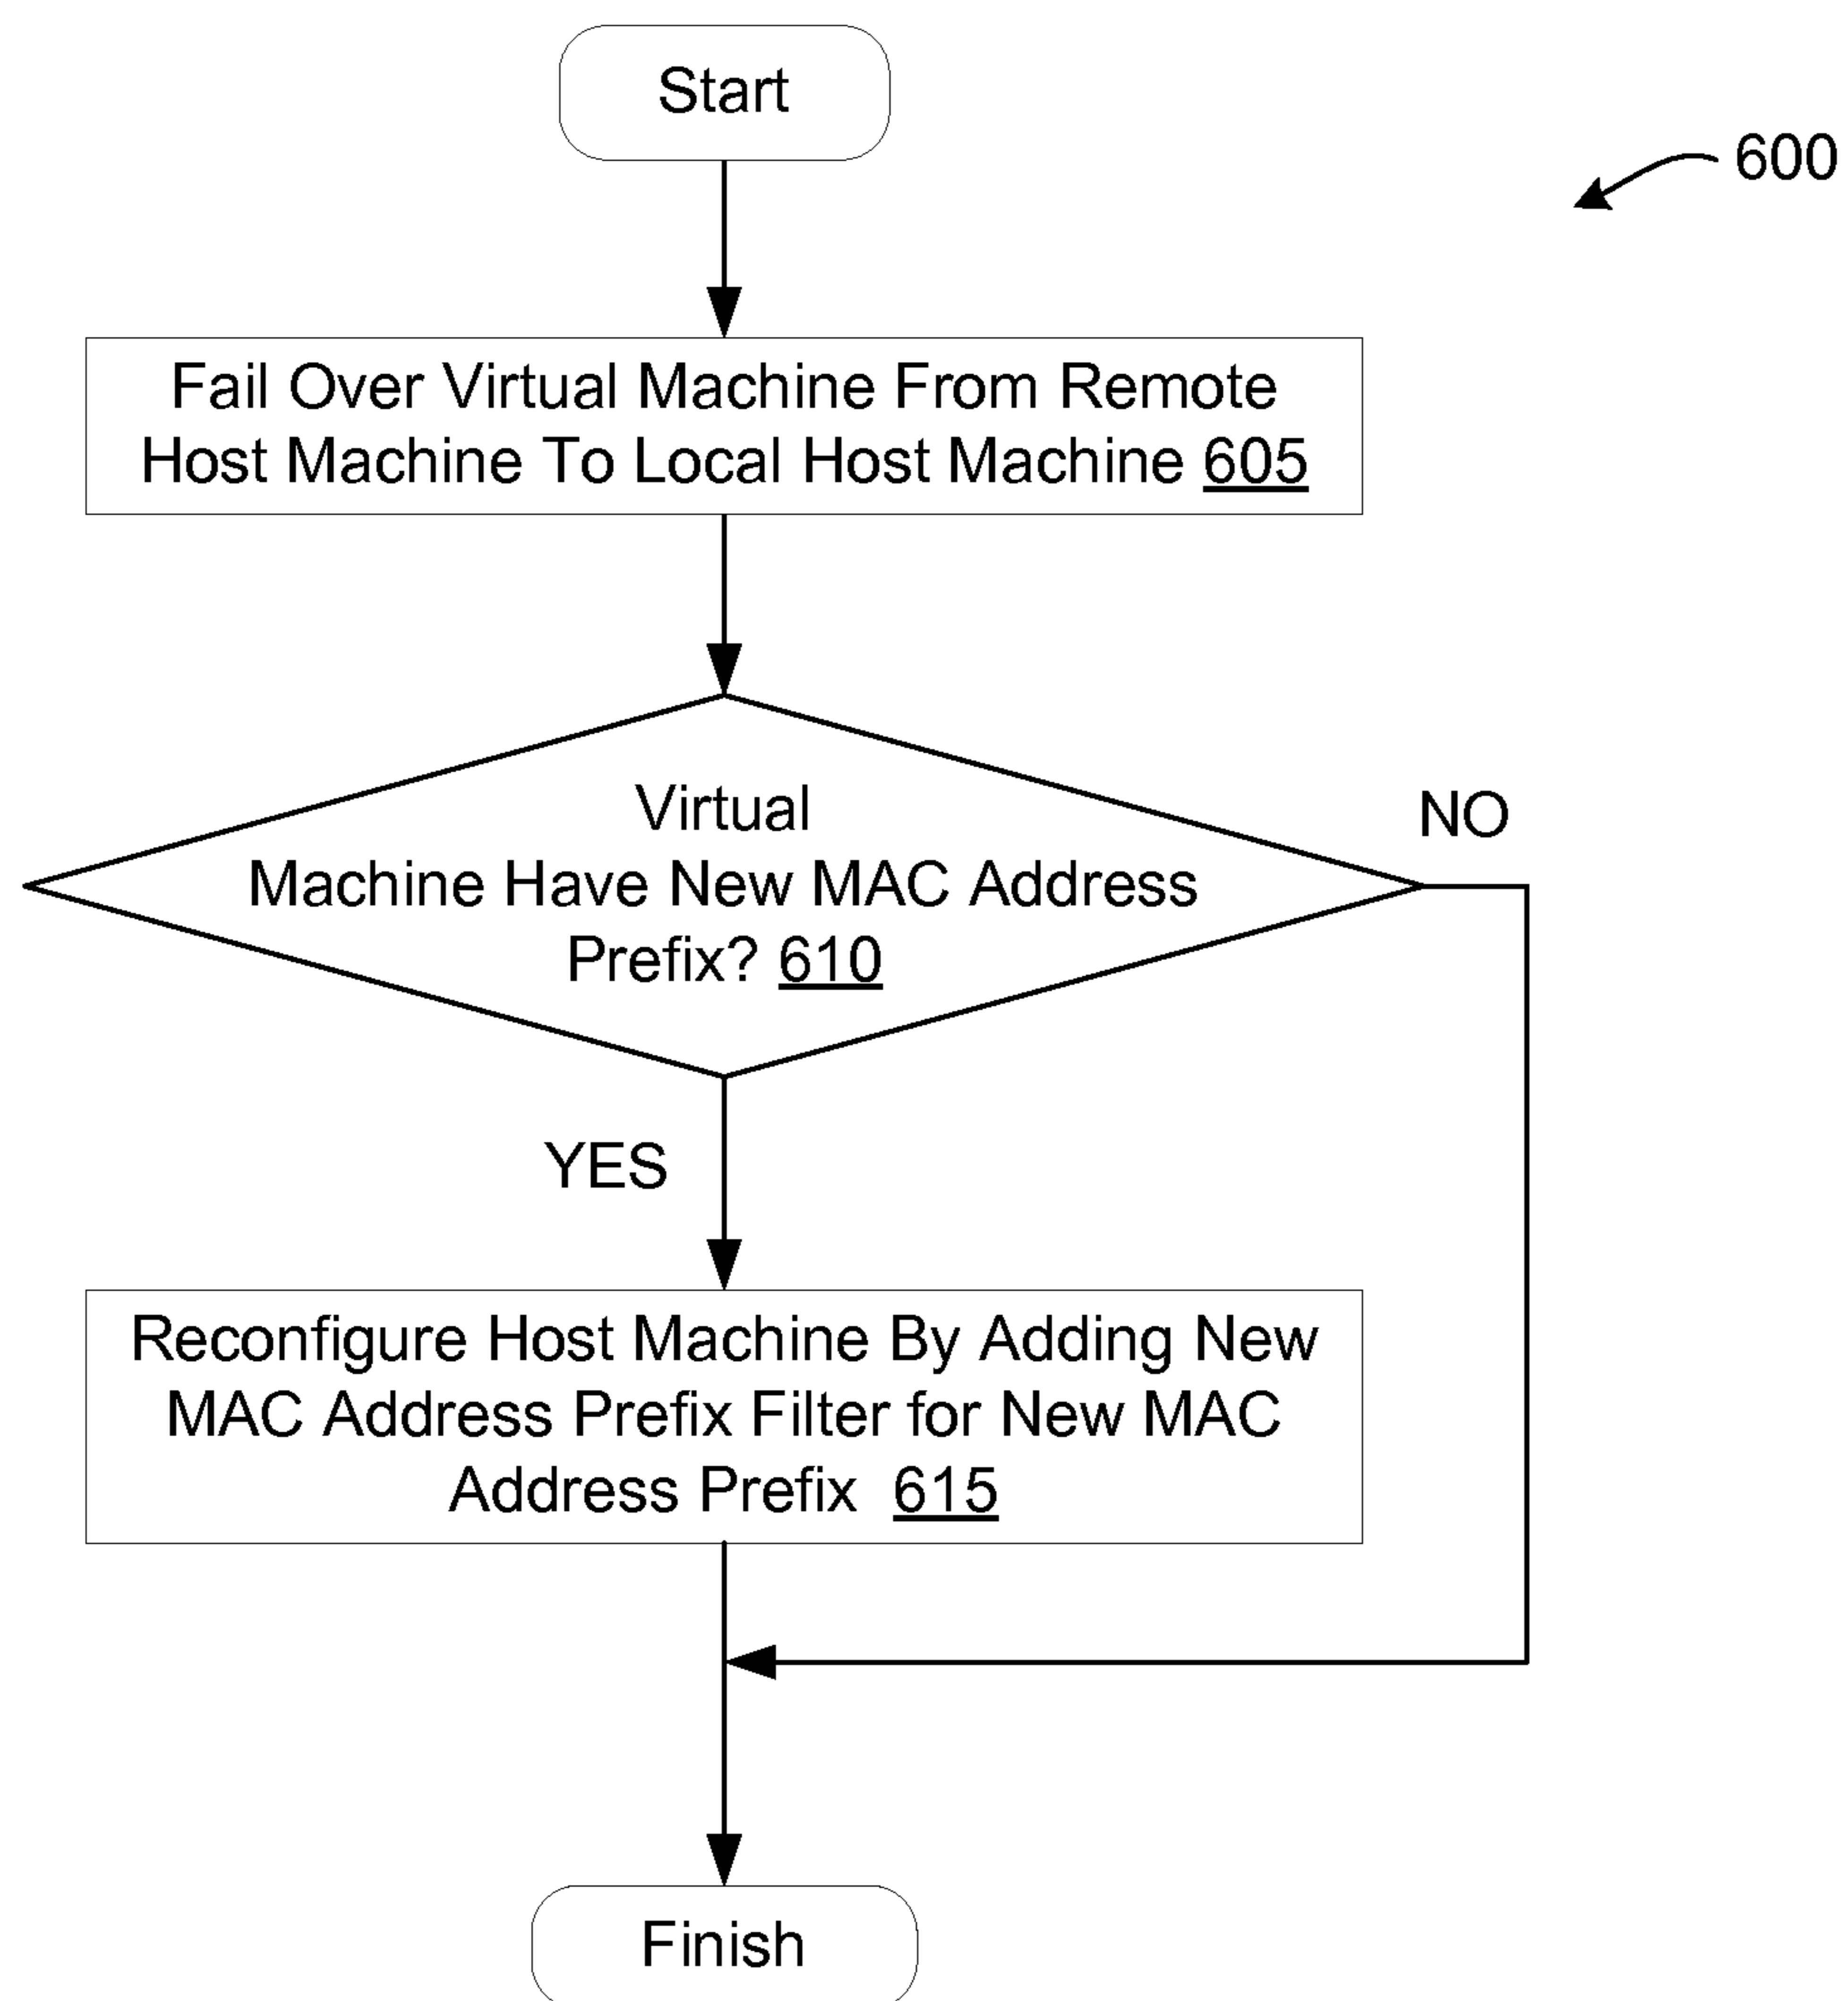 Start
600
Fail Over Virtual Machine From Remote
Host Machine To Local Host Machine 605
Virtual
Machine Have New MAC Address
Prefix? 610
NO
YES
Reconfigure Host Machine By Adding New
MAC Address Prefix Filter for New MAC
Address Prefix 615
Finish